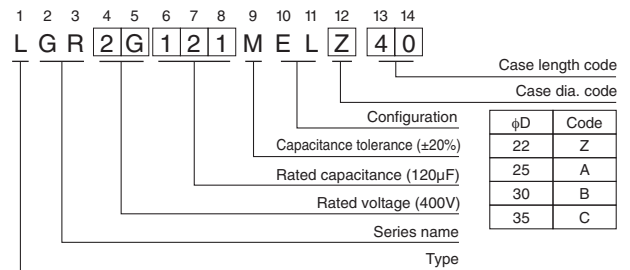 1 2 3 4 5 6 7 8 9 10 11 12 13 14
L G R 2 G 1 2 1 M E L Z 4 0
Case length code
Case dia. code
Configuration
Capacitance tolerance (±20%)
Rated capacitance (120µF)
Rated voltage (400V)
Series name
Type
ϕD Code
22 Z
25 A
30 B
35 C